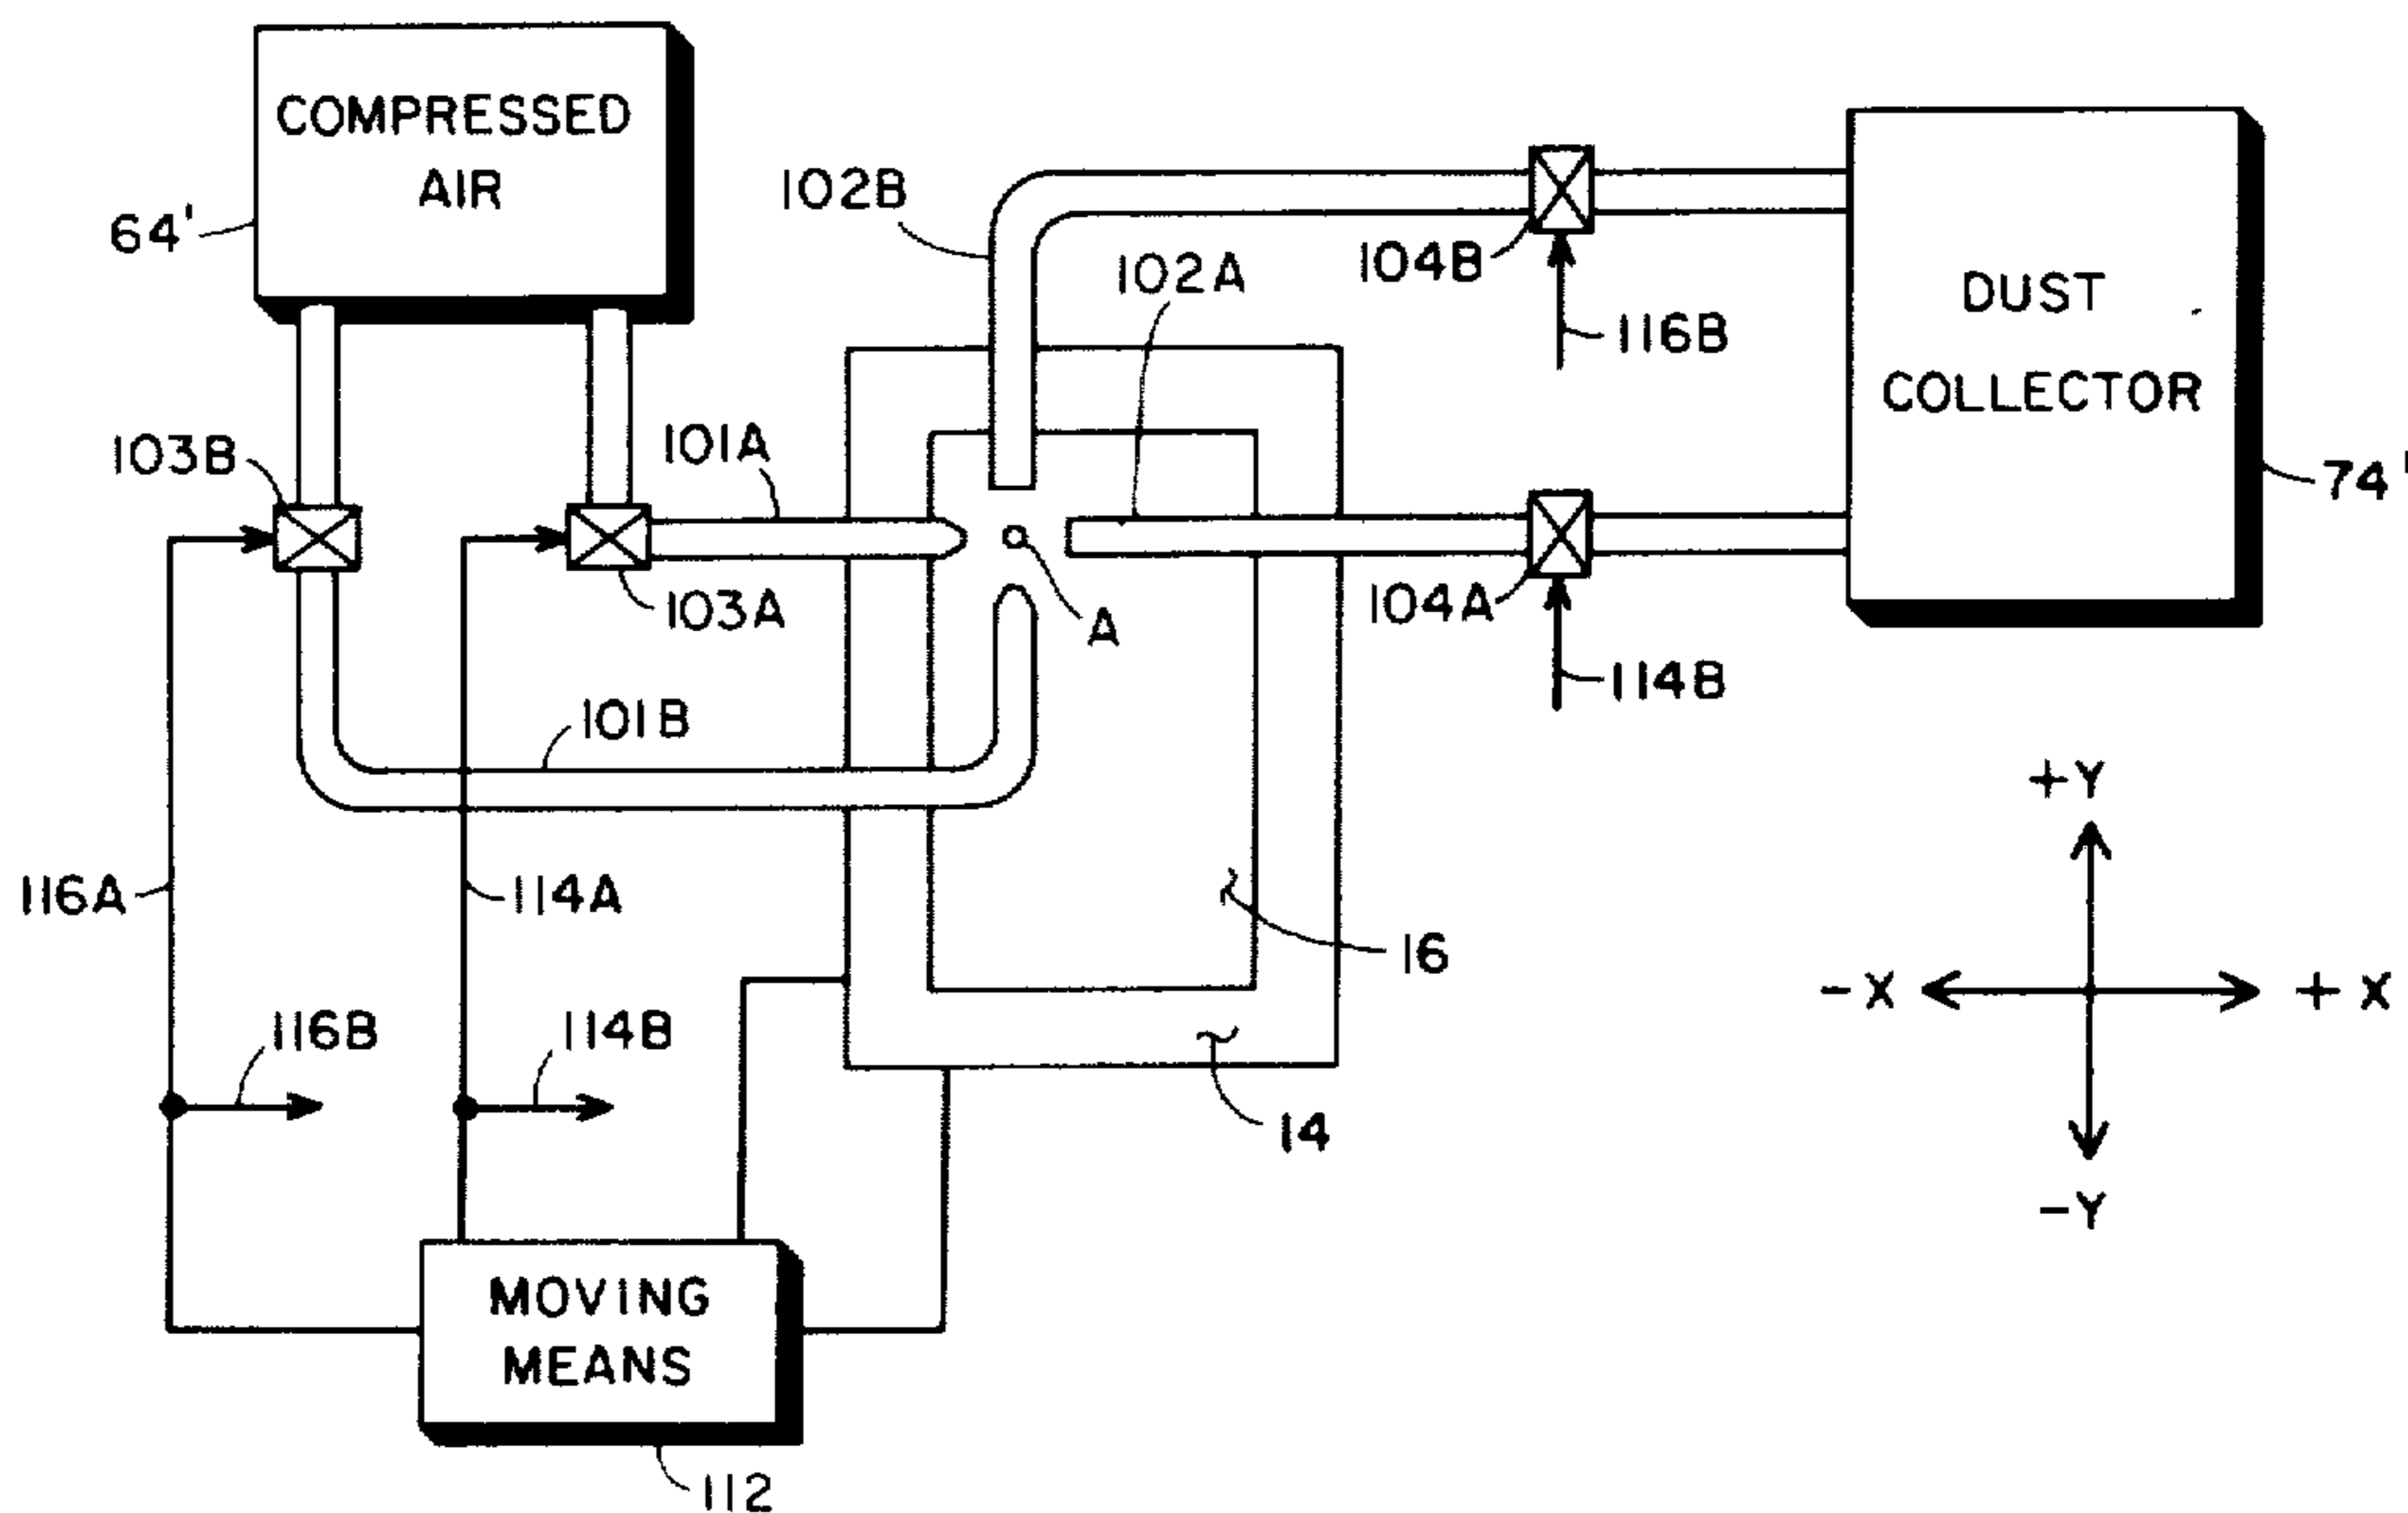 COMPRESSED
AIR
64'
102B
102A
104B
116B
DUST
COLLECTOR
74'
103B
101A
103A
A
104A
114B
101B
+Y
116A
114A
16
-X
+X
116B
114B
14
-Y
MOVING
MEANS
112